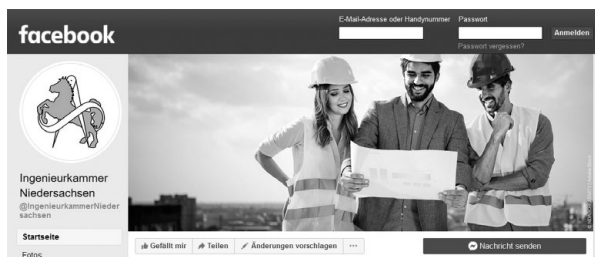 E-Mail-Adresse oder Handynummer Passwort
facebook
Anmelden
Passwort vergessen?
Ingenieurkammer
Niedersachsen
@IngenieurkammerNieder
sachsen
Startseite
Fotos
Gefällt mir Teilen Änderungen vorschlagen ...
Nachricht senden